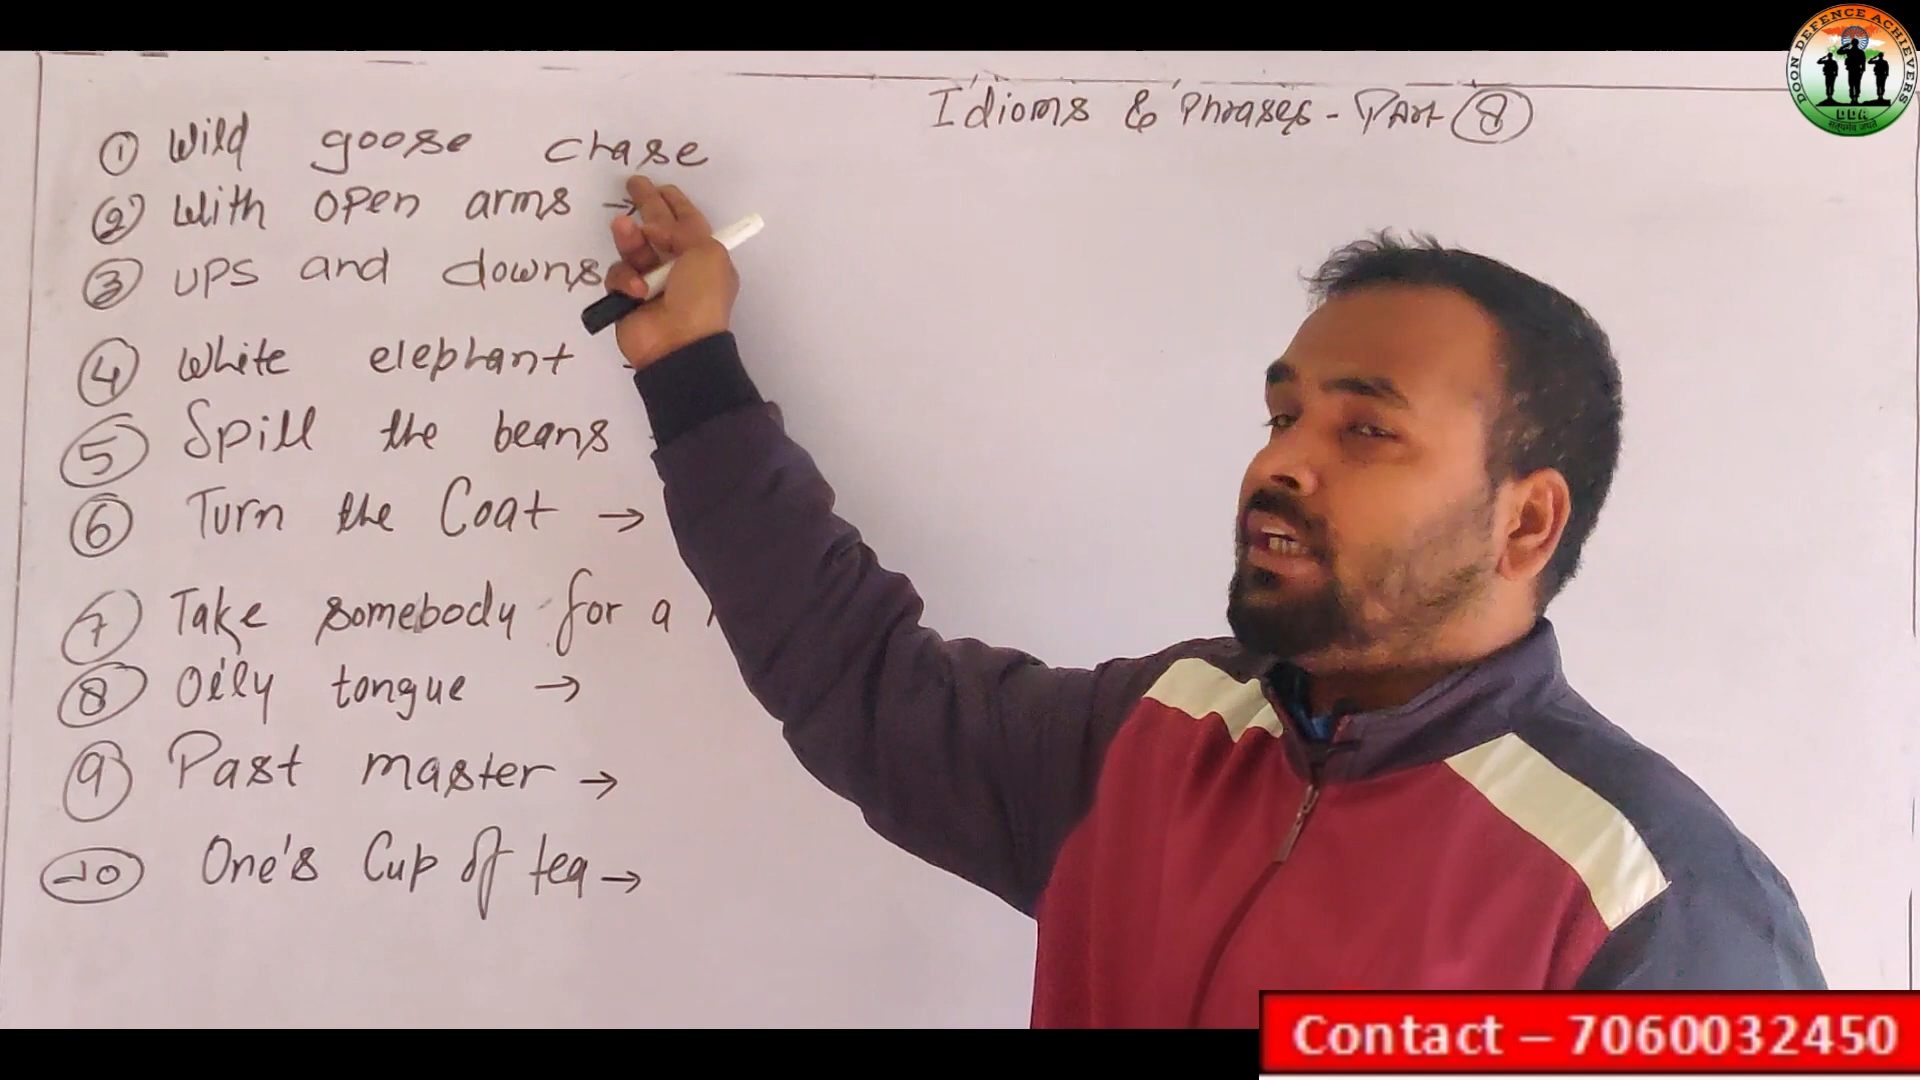 Idioms & Phrases - Part 8
1 Wild goose chase
2 With open arms →
3 UPS and downs
4 White elephant
5 Spill the beans
6 Turn the Coat →
7 Take somebody for a
8 Oily tongue →
9 Past master →
10 One's Cup of tea →
DOON DEFENCE ACHIEVERS
DDA
Contact – 7060032450